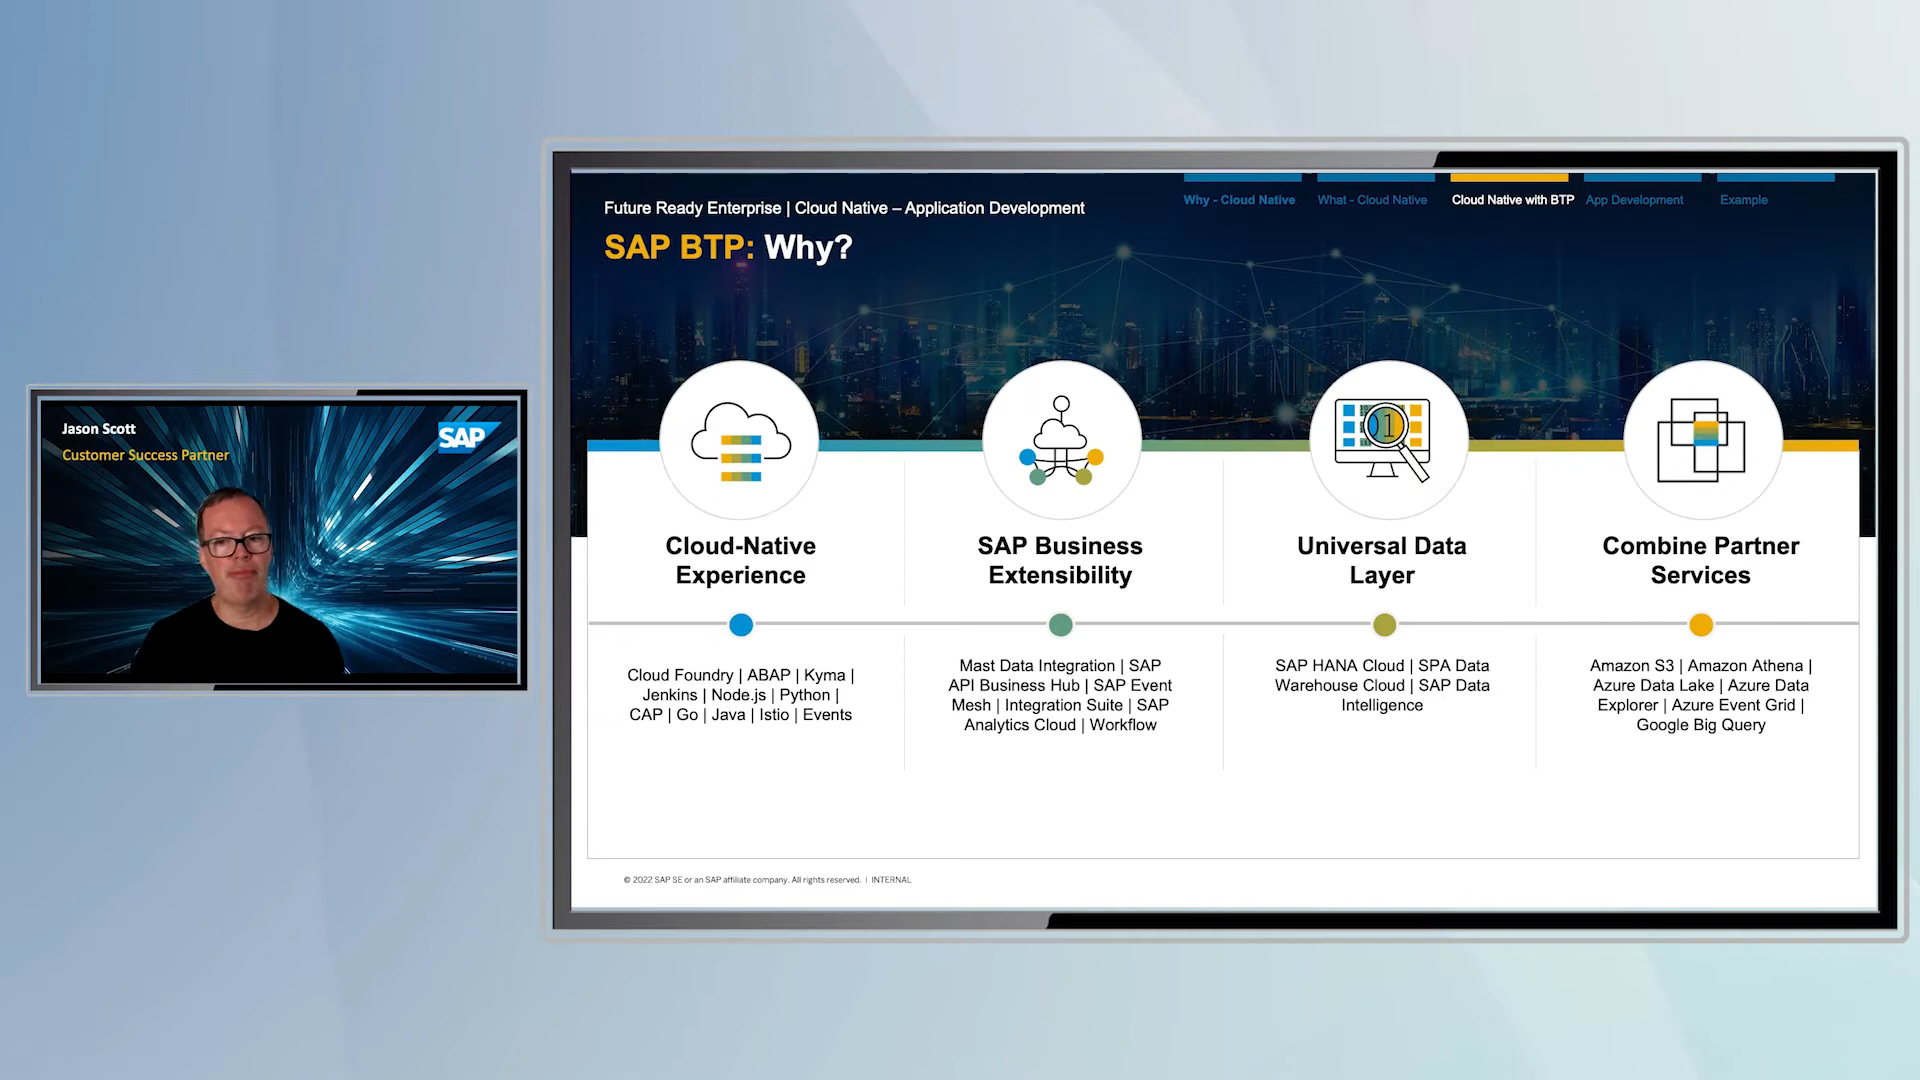 Jason Scott
Customer Success Partner
SAP
Future Ready Enterprise | Cloud Native – Application Development
SAP BTP: Why?
Why - Cloud Native
What - Cloud Native
Cloud Native with BTP
App Development
Example
Cloud-Native
Experience
Cloud Foundry | ABAP | Kyma |
Jenkins | Node.js | Python |
CAP | Go | Java | Istio | Events
SAP Business
Extensibility
Mast Data Integration | SAP
API Business Hub | SAP Event
Mesh | Integration Suite | SAP
Analytics Cloud | Workflow
1
Universal Data
Layer
SAP HANA Cloud | SPA Data
Warehouse Cloud | SAP Data
Intelligence
Combine Partner
Services
Amazon S3 | Amazon Athena |
Azure Data Lake | Azure Data
Explorer | Azure Event Grid |
Google Big Query
© 2022 SAP SE or an SAP affiliate company. All rights reserved. | INTERNAL